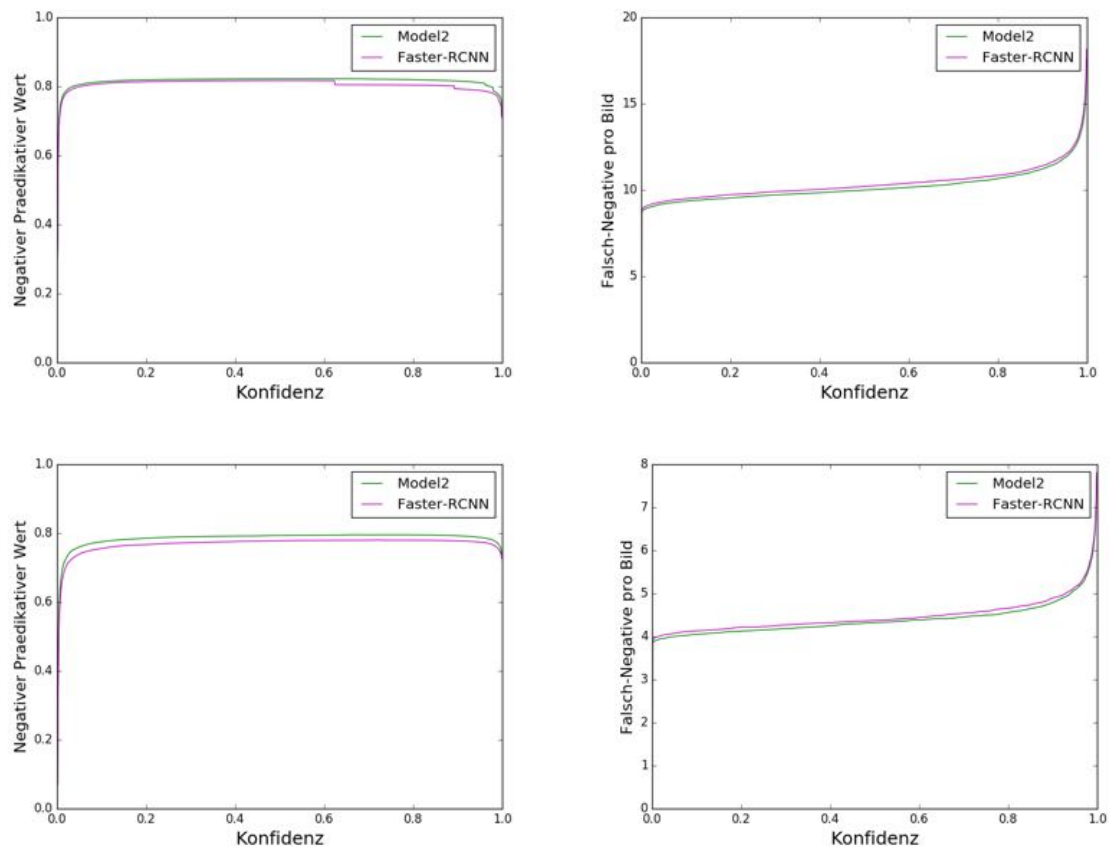 1.0
0.8
0.6
0.4
0.2
0.0
Negativer Praedikativer Wert
Model2
Faster-RCNN
0.0 0.2 0.4 0.6 0.8 1.0
Konfidenz
20
15
10
5
0
Falsch-Negative pro Bild
Model2
Faster-RCNN
0.0 0.2 0.4 0.6 0.8 1.0
Konfidenz
1.0
0.8
0.6
0.4
0.2
0.0
Negativer Praedikativer Wert
Model2
Faster-RCNN
0.0 0.2 0.4 0.6 0.8 1.0
Konfidenz
8
7
6
5
4
3
2
1
0
Falsch-Negative pro Bild
Model2
Faster-RCNN
0.0 0.2 0.4 0.6 0.8 1.0
Konfidenz